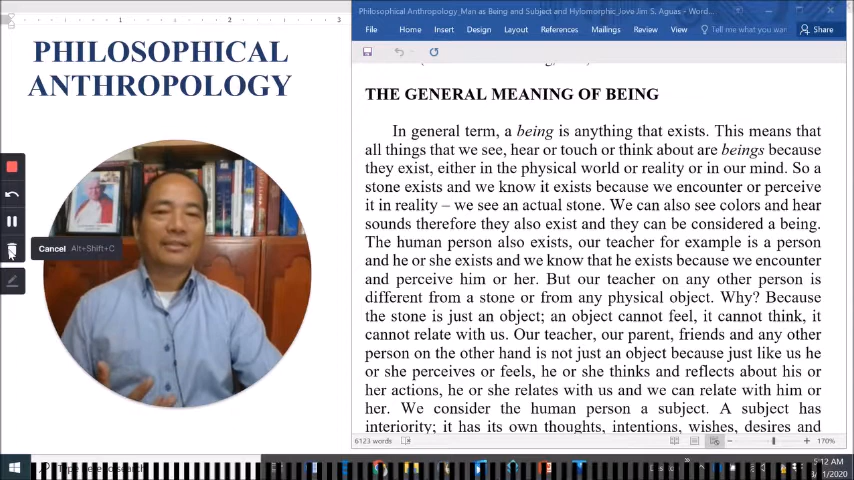 PHILOSOPHICAL
ANTHROPOLOGY
Cancel Alt+Shift+C
1 2 3
Philosophical Anthropology_Man as Being and Subject and Hylomorphic_Jove Jim S. Aguas - Word...
File Home Insert Design Layout References Mailings Review View Tell me what you want Share
THE GENERAL MEANING OF BEING
In general term, a being is anything that exists. This means that
all things that we see, hear or touch or think about are beings because
they exist, either in the physical world or reality or in our mind. So a
stone exists and we know it exists because we encounter or perceive
it in reality – we see an actual stone. We can also see colors and hear
sounds therefore they also exist and they can be considered a being.
The human person also exists, our teacher for example is a person
and he or she exists and we know that he exists because we encounter
and perceive him or her. But our teacher on any other person is
different from a stone or from any physical object. Why? Because
the stone is just an object; an object cannot feel, it cannot think, it
cannot relate with us. Our teacher, our parent, friends and any other
person on the other hand is not just an object because just like us he
or she perceives or feels, he or she thinks and reflects about his or
her actions, he or she relates with us and we can relate with him or
her. We consider the human person a subject. A subject has
interiority; it has its own thoughts, intentions, wishes, desires and
6123 words
170%
Type here to search
5:12 AM